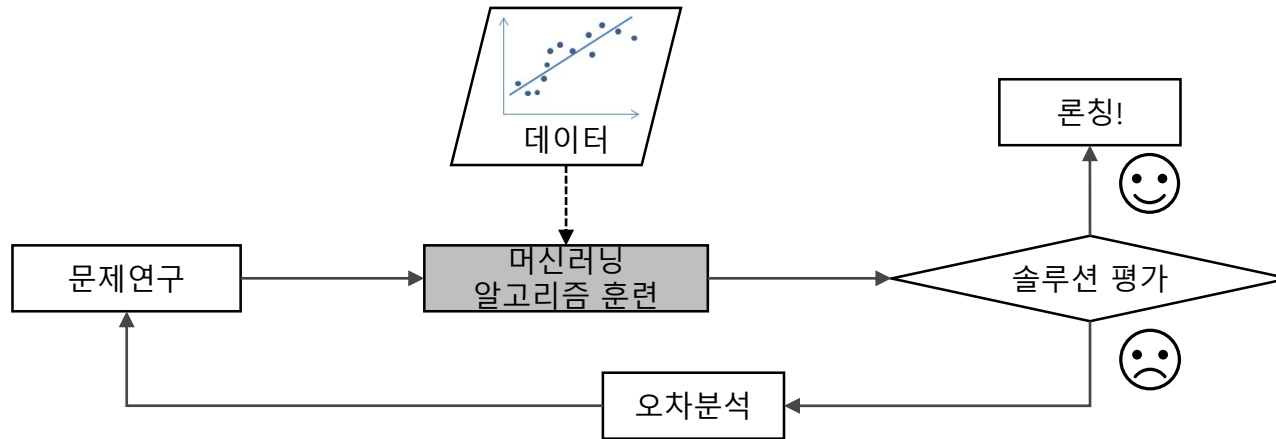 데이터
론칭!
문제연구
머신러닝
알고리즘 훈련
솔루션 평가
오차분석